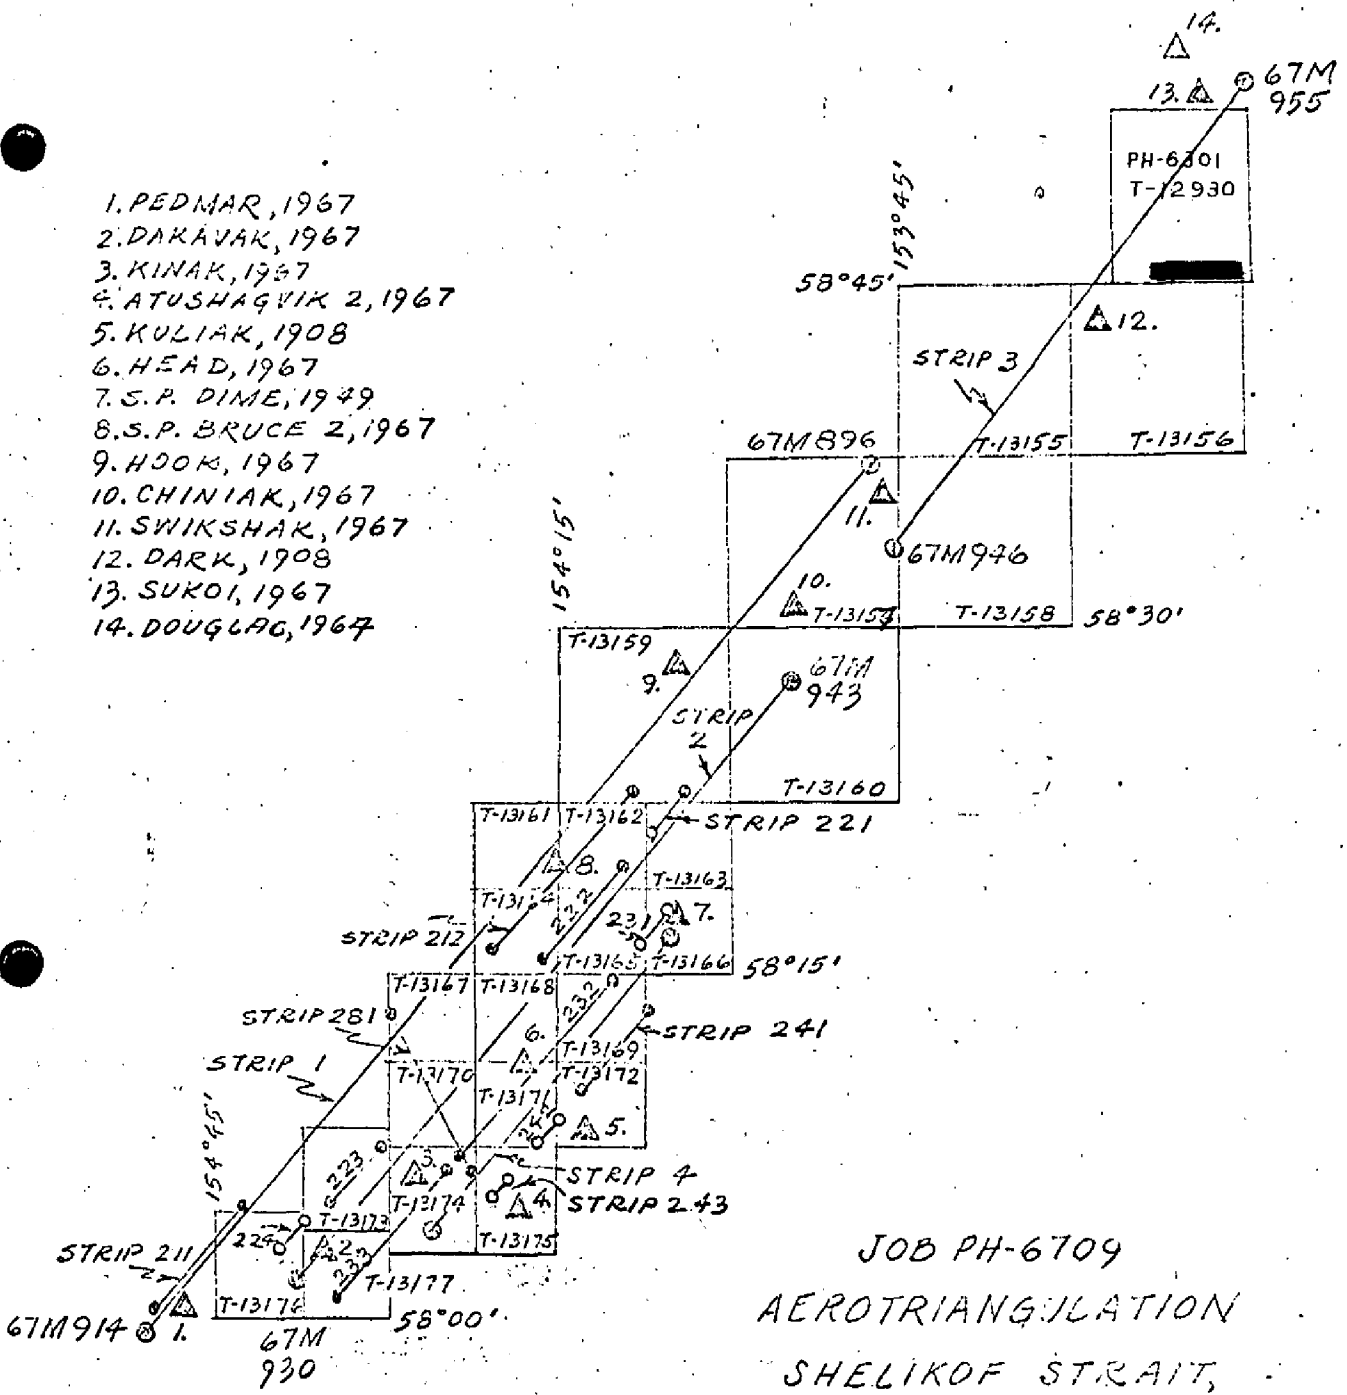 14.
13.
67M
955
PH-6301
T-12930
153°45'
58°45'
12.
STRIP 3
1. PEDMAR, 1967
2. DAKAVAK, 1967
3. KINAK, 1967
4. ATUSHAGVIK 2, 1967
5. KULIAK, 1908
6. HEAD, 1967
7. S.P. DIME, 1949
8. S.P. BRUCE 2, 1967
9. HOOK, 1967
10. CHINIAK, 1967
11. SWIKSHAK, 1967
12. DARK, 1908
13. SUKOI, 1967
14. DOUGLAS, 1964
67M896
T-13155
T-13156
11.
67M946
154°15'
10.
T-13157
T-13158
58°30'
T-13159
9.
67M
943
STRIP
2
T-13160
T-13161
T-13162
STRIP 221
8.
T-13163
222
231
7.
STRIP 212
T-13165
T-13166
58°15'
T-13167
T-13168
232
STRIP 281
6.
STRIP 241
T-13169
STRIP 1
T-13170
T-13172
T-13171
5.
154°45'
223
3.
STRIP 4
T-13174
4.
STRIP 243
T-13173
224
2.
T-13175
STRIP 211
233
T-13177
T-13176
67M914
1.
58°00'
67M
930
JOB PH-6709
AEROTRIANGULATION
SHELIKOF STRAIT,